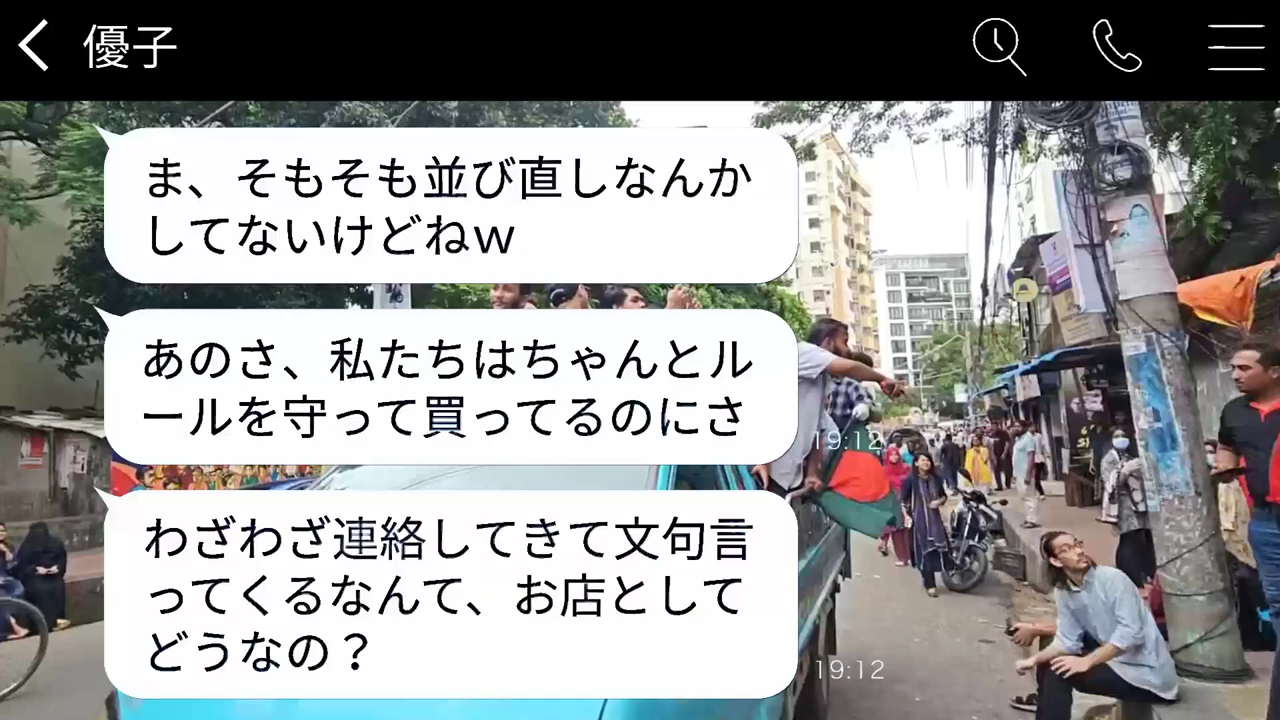 優子
ま、そもそも並び直しなんか
してないけどねｗ
あのさ、私たちはちゃんとル
ールを守って買ってるのにさ
19:12
わざわざ連絡してきて文句言
ってくるなんて、お店として
どうなの？
19:12